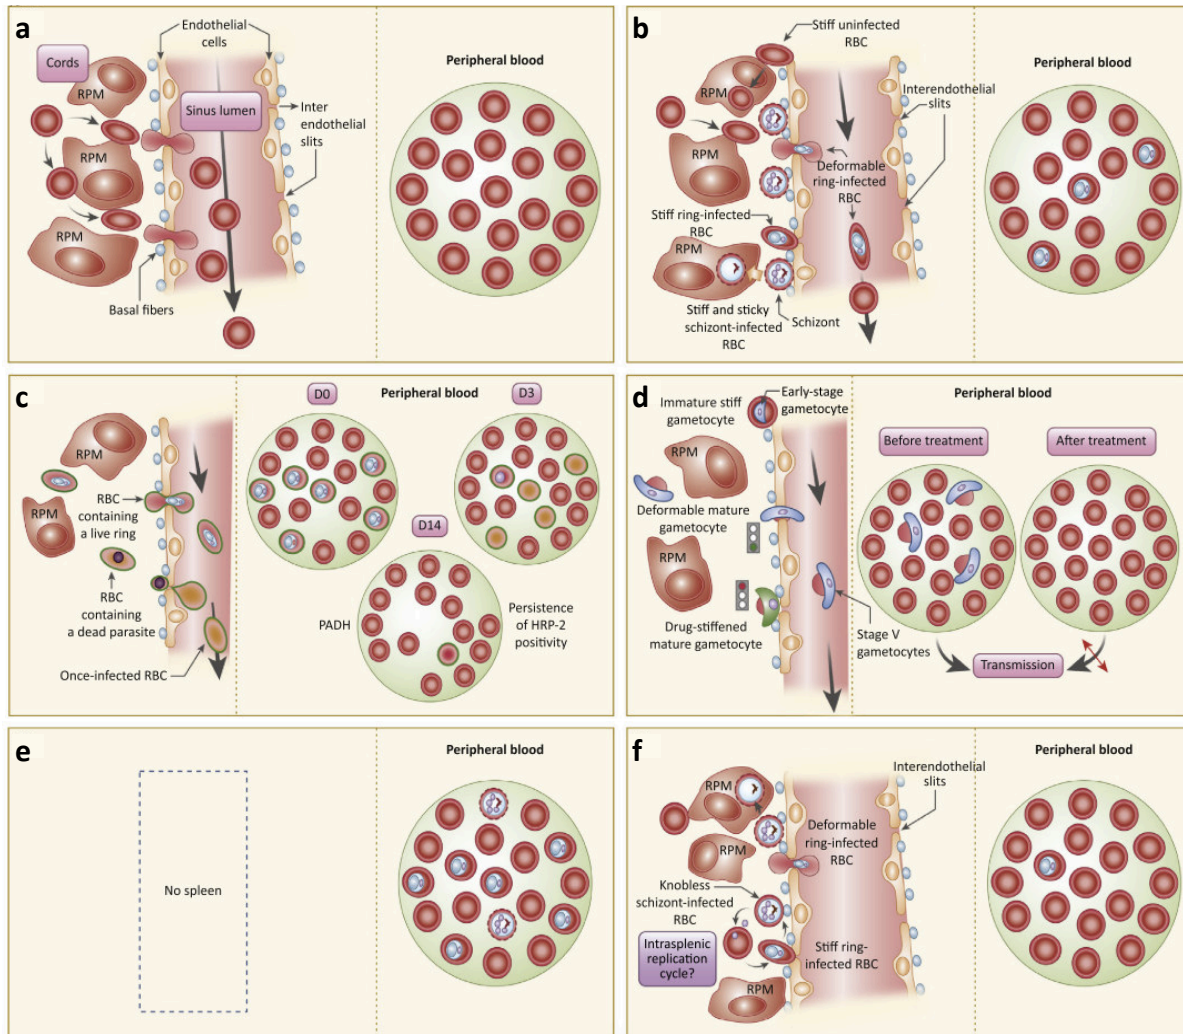 a
Endothelial
cells
Cords
RPM
Sinus lumen
Inter
endothelial
slits
RPM
RPM
Basal fibers
Peripheral blood
b
Stiff uninfected
RBC
RPM
Interendothelial
slits
RPM
Deformable
ring-infected
RBC
Stiff ring-infected
RBC
RPM
Stiff and sticky
schizont-infected
RBC
Schizont
Peripheral blood
c
RPM
RBC
containing
a live ring
RPM
RBC
containing
a dead parasite
Once-infected RBC
Peripheral blood
D0
D3
D14
PADH
Persistence
of HRP-2
positivity
d
Immature stiff
gametocyte
Early-stage
gametocyte
RPM
Deformable mature
gametocyte
RPM
Drug-stiffened
mature gametocyte
Stage V
gametocytes
Peripheral blood
Before treatment
After treatment
Transmission
e
No spleen
Peripheral blood
f
Interendothelial
slits
RPM
Deformable
ring-infected
RBC
RPM
Knobless
schizont-infected
RBC
Intrasplenic
replication
cycle?
Stiff ring-
infected RBC
RPM
Peripheral blood